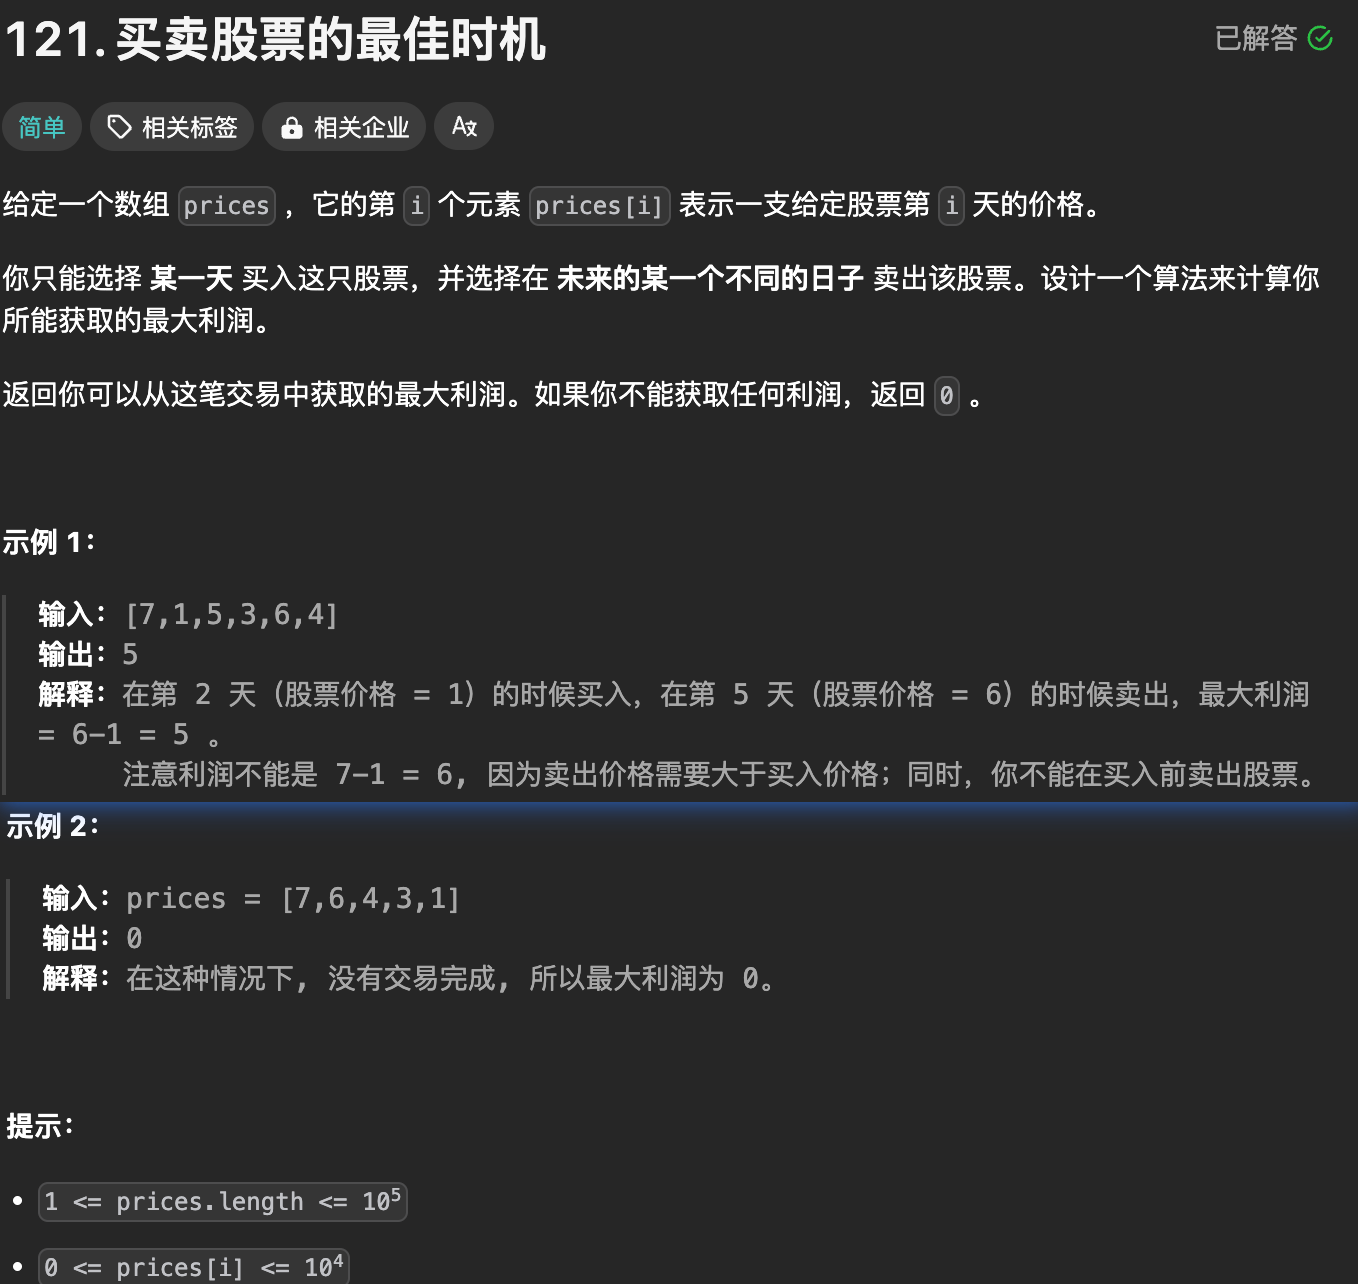 121. 买卖股票的最佳时机
已解答
简单
相关标签
相关企业
给定一个数组 prices ，它的第 i 个元素 prices[i] 表示一支给定股票第 i 天的价格。
你只能选择 某一天 买入这只股票，并选择在 未来的某一个不同的日子 卖出该股票。设计一个算法来计算你
所能获取的最大利润。
返回你可以从这笔交易中获取的最大利润。如果你不能获取任何利润，返回 0 。
示例 1：
输入：[7,1,5,3,6,4]
输出：5
解释：在第 2 天（股票价格 = 1）的时候买入，在第 5 天（股票价格 = 6）的时候卖出，最大利润
= 6-1 = 5 。
注意利润不能是 7-1 = 6, 因为卖出价格需要大于买入价格；同时，你不能在买入前卖出股票。
示例 2：
输入：prices = [7,6,4,3,1]
输出：0
解释：在这种情况下, 没有交易完成, 所以最大利润为 0。
提示：
• 1 <= prices.length <= 10⁵
• 0 <= prices[i] <= 10⁴